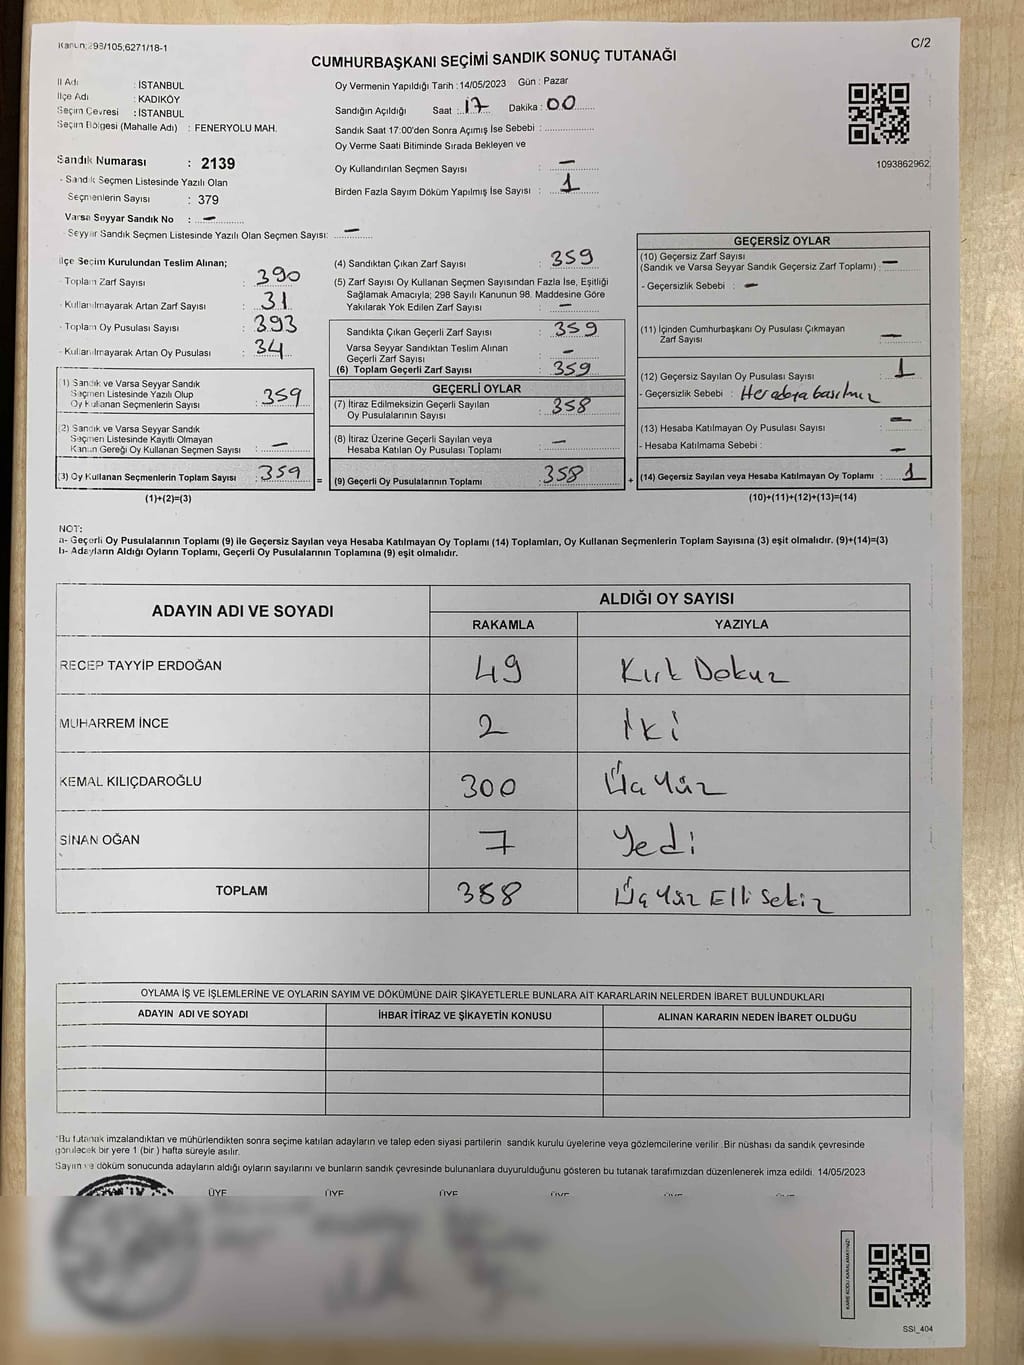 Kanun;298/105;6271/18-1
C/2
CUMHURBAŞKANI SEÇİMİ SANDIK SONUÇ TUTANAĞI
İl Adı : İSTANBUL
İlçe Adı : KADIKÖY
Seçim Çevresi : İSTANBUL
Seçim Bölgesi (Mahalle Adı) : FENERYOLU MAH.
Sandık Numarası : 2139
- Sandık Seçmen Listesinde Yazılı Olan
Seçmenlerin Sayısı : 379
Varsa Seyyar Sandık No : –
- Seyyar Sandık Seçmen Listesinde Yazılı Olan Seçmen Sayısı: –
Oy Vermenin Yapıldığı Tarih : 14/05/2023 Gün : Pazar
Sandığın Açıldığı Saat : 17 Dakika : 00
Sandık Saat 17:00'den Sonra Açımış İse Sebebi :
Oy Verme Saati Bitiminde Sırada Bekleyen ve
Oy Kullandırılan Seçmen Sayısı : –
Birden Fazla Sayım Döküm Yapılmış İse Sayısı : 1
1093862962
İlçe Seçim Kurulundan Teslim Alınan;
- Toplam Zarf Sayısı : 390
- Kullanılmayarak Artan Zarf Sayısı : 31
- Toplam Oy Pusulası Sayısı : 393
- Kullanılmayarak Artan Oy Pusulası : 34
(1) Sandık ve Varsa Seyyar Sandık
Seçmen Listesinde Yazılı Olup
Oy Kullanan Seçmenlerin Sayısı : 359
(2) Sandık ve Varsa Seyyar Sandık
Seçmen Listesinde Kayıtlı Olmayan
Kanun Gereği Oy Kullanan Seçmen Sayısı : –
(3) Oy Kullanan Seçmenlerin Toplam Sayısı : 359
(1)+(2)=(3)
(4) Sandıktan Çıkan Zarf Sayısı : 359
(5) Zarf Sayısı Oy Kullanan Seçmen Sayısından Fazla İse, Eşitliği
Sağlamak Amacıyla; 298 Sayılı Kanunun 98. Maddesine Göre
Yakılarak Yok Edilen Zarf Sayısı : –
Sandıkta Çıkan Geçerli Zarf Sayısı : 359
Varsa Seyyar Sandıktan Teslim Alınan
Geçerli Zarf Sayısı : –
(6) Toplam Geçerli Zarf Sayısı : 359
GEÇERLİ OYLAR
(7) İtiraz Edilmeksizin Geçerli Sayılan
Oy Pusulalarının Sayısı : 358
(8) İtiraz Üzerine Geçerli Sayılan veya
Hesaba Katılan Oy Pusulası Toplamı : –
= (9) Geçerli Oy Pusulalarının Toplamı : 358 +
GEÇERSİZ OYLAR
(10) Geçersiz Zarf Sayısı
(Sandık ve Varsa Seyyar Sandık Geçersiz Zarf Toplamı) : –
- Geçersizlik Sebebi : –
(11) İçinden Cumhurbaşkanı Oy Pusulası Çıkmayan
Zarf Sayısı : –
(12) Geçersiz Sayılan Oy Pusulası Sayısı : 1
- Geçersizlik Sebebi :
(13) Hesaba Katılmayan Oy Pusulası Sayısı : –
- Hesaba Katılmama Sebebi : –
(14) Geçersiz Sayılan veya Hesaba Katılmayan Oy Toplamı : 1
(10)+(11)+(12)+(13)=(14)
NOT:
a- Geçerli Oy Pusulalarının Toplamı (9) ile Geçersiz Sayılan veya Hesaba Katılmayan Oy Toplamı (14) Toplamları, Oy Kullanan Seçmenlerin Toplam Sayısına (3) eşit olmalıdır. (9)+(14)=(3)
b- Adayların Aldığı Oyların Toplamı, Geçerli Oy Pusulalarının Toplamına (9) eşit olmalıdır.
ADAYIN ADI VE SOYADI
ALDIĞI OY SAYISI
RAKAMLA YAZIYLA
RECEP TAYYİP ERDOĞAN 49 Kırk Dokuz
MUHARREM İNCE 2 İki
KEMAL KILIÇDAROĞLU 300 Üç Yüz
SİNAN OĞAN 7 Yedi
TOPLAM 358 Üç Yüz Elli Sekiz
OYLAMA İŞ VE İŞLEMLERİNE VE OYLARIN SAYIM VE DÖKÜMÜNE DAİR ŞİKAYETLERLE BUNLARA AİT KARARLARIN NELERDEN İBARET BULUNDUKLARI
ADAYIN ADI VE SOYADI İHBAR İTİRAZ VE ŞİKAYETİN KONUSU ALINAN KARARIN NEDEN İBARET OLDUĞU
*Bu tutanak imzalandıktan ve mühürlendikten sonra seçime katılan adayların ve talep eden siyasi partilerin sandık kurulu üyelerine veya gözlemcilerine verilir. Bir nüshası da sandık çevresinde
görülecek bir yere 1 (bir ) hafta süreyle asılır.
Sayım ve döküm sonucunda adayların aldığı oyların sayılarını ve bunların sandık çevresinde bulunanlara duyurulduğunu gösteren bu tutanak tarafımızdan düzenlenerek imza edildi. 14/05/2023
ÜYE ÜYE ÜYE ÜYE ÜYE ÜYE
KARE KODU KARALAMAYINIZ!
SSI_404